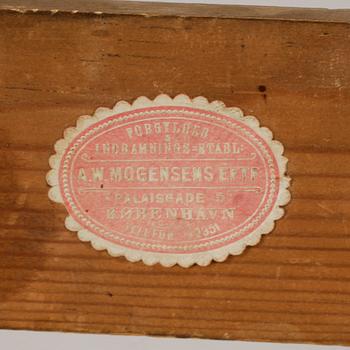 FORGYLDER
&
INDRAMNINGS-ETABL:
A.W. MOGENSENS EFTF
PALAISGADE 5
KØBENHAVN
TELEFON